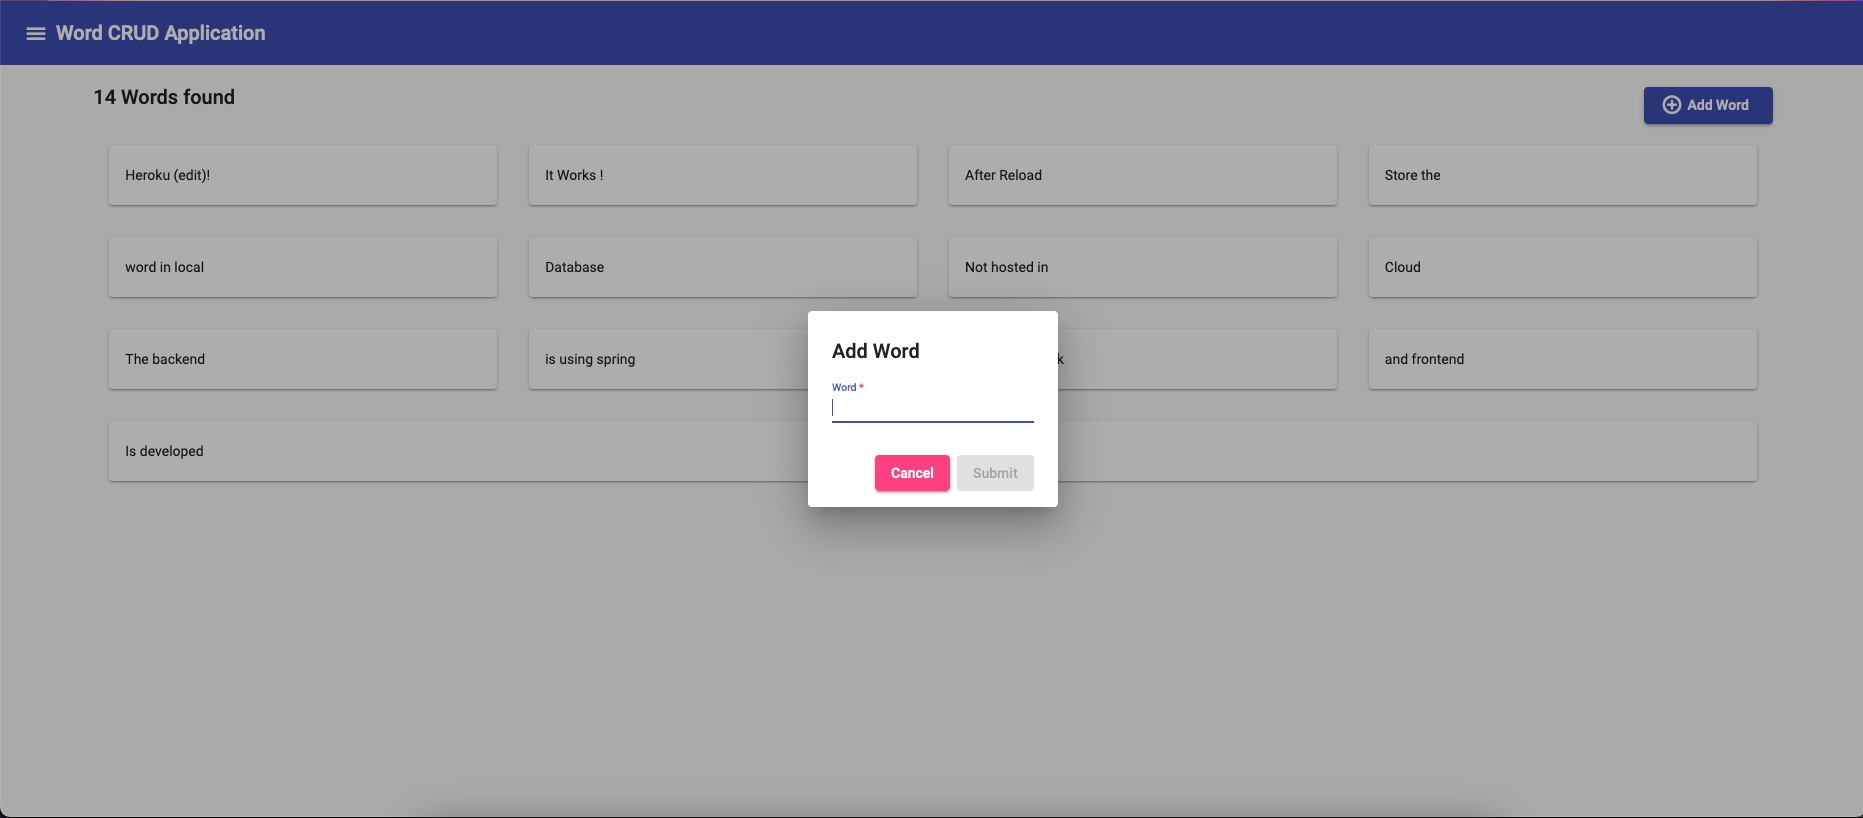 Word CRUD Application
14 Words found
Add Word
Heroku (edit)!
It Works !
After Reload
Store the
word in local
Database
Not hosted in
Cloud
The backend
is using spring
and frontend
Is developed
Add Word
Word *
Cancel
Submit